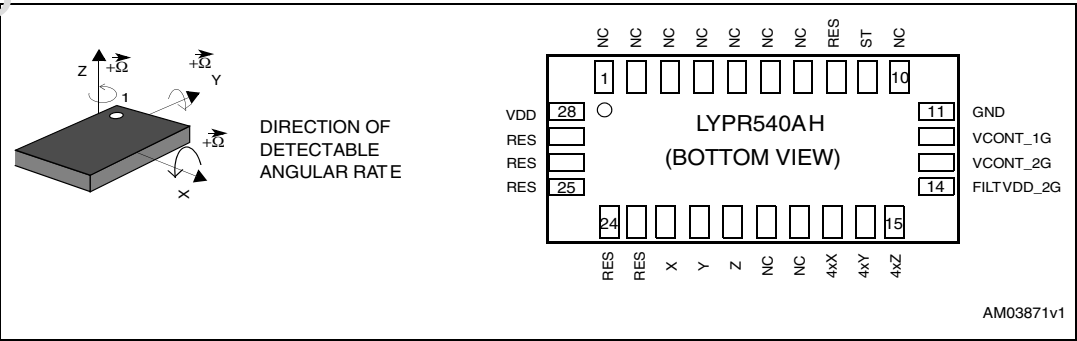 Z
+Ω
1
+Ω
Y
+Ω
X
DIRECTION OF
DETECTABLE
ANGULAR RATE
NC NC NC NC NC NC NC RES ST NC
1 10
VDD 28 11 GND
RES VCONT_1G
RES VCONT_2G
RES 25 14 FILTVDD_2G
LYPR540AH
(BOTTOM VIEW)
24 15
RES RES X Y Z NC NC 4xX 4xY 4xZ
AM03871v1